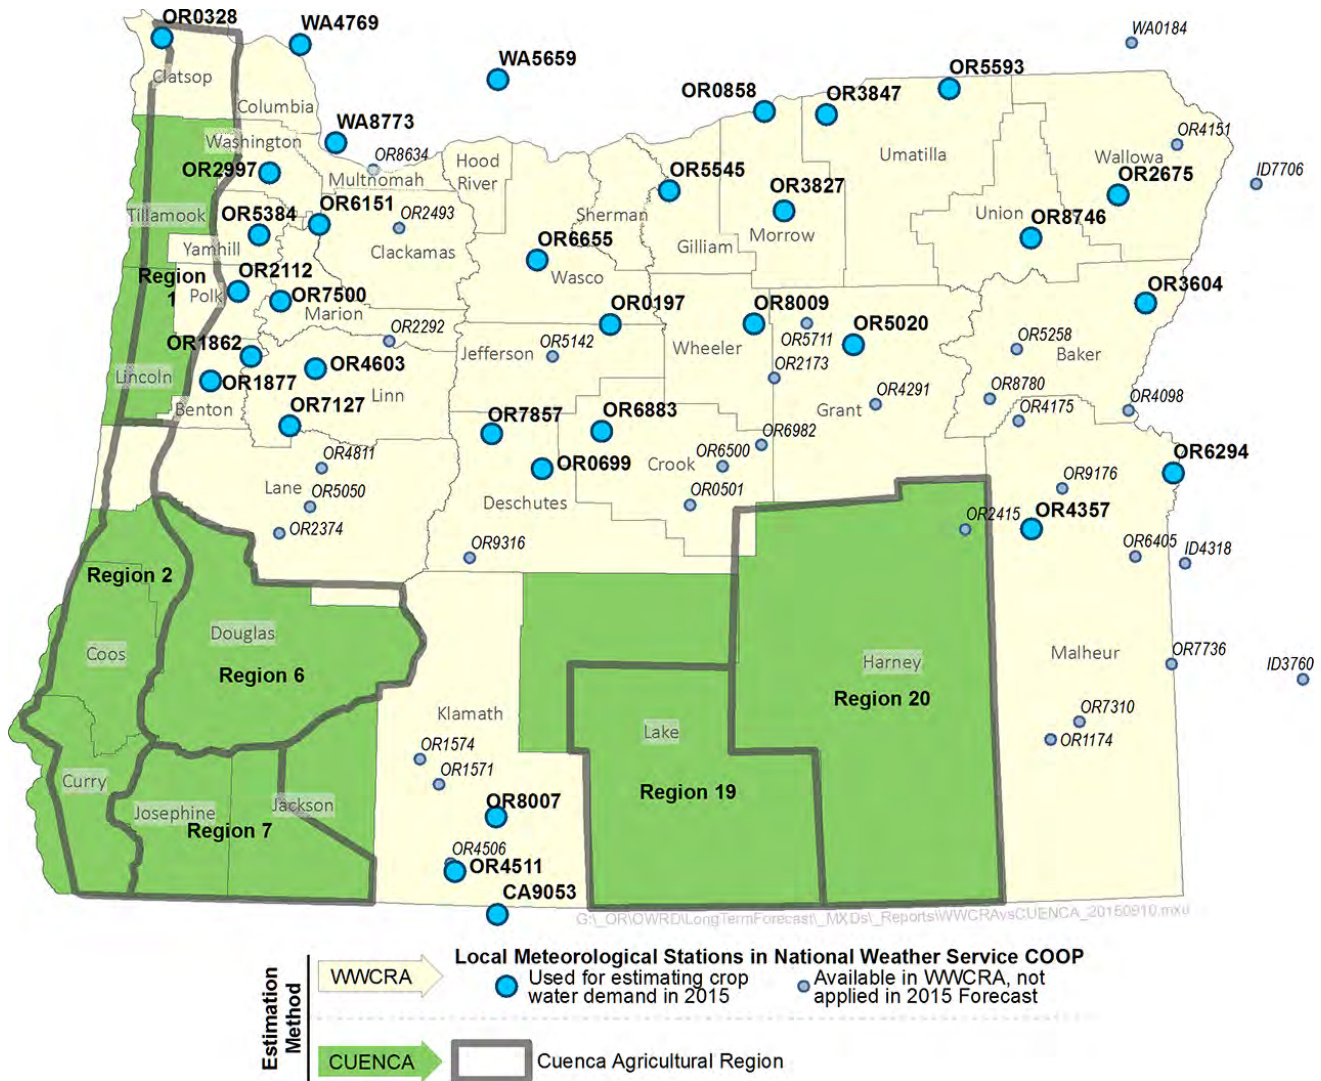 OR0328
WA4769
WA0184
WA5659
OR5593
Clatsop
OR0858
OR3847
Columbia
WA8773
OR4151
Washington
OR8634
Hood
River
Umatilla
Wallowa
OR2997
Multnomah
OR5545
OR3827
OR2675
ID7706
Tillamook
OR5384
OR6151
OR2493
Sherman
Union
OR8746
Yamhill
Clackamas
OR6655
Gilliam
Morrow
Region
1
Polk
OR2112
OR7500
Wasco
OR3604
Marion
OR0197
OR8009
OR5020
OR2292
OR1862
Jefferson
OR5142
Wheeler
OR5711
OR5258
Baker
OR2173
Lincoln
OR1877
OR4603
Linn
OR8780
Benton
OR7127
OR7857
OR6883
Grant
OR4291
OR4175
OR4098
OR6982
OR4811
OR0699
Crook
OR6500
OR6294
Lane
OR5050
Deschutes
OR0501
OR9176
OR2374
OR2415
OR4357
OR9316
OR6405
ID4318
Region 2
Douglas
Coos
Region 6
Harney
Malheur
OR7736
ID3760
Region 20
Klamath
Lake
OR7310
OR1574
OR1174
Curry
OR1571
Region 19
Josephine
Jackson
OR8007
Region 7
OR4506
OR4511
CA9053
G:\_OR\OWRD\LongTermForecast\_MXDs\_Reports\WWCRAvsCUENCA_20150910.mxd
Local Meteorological Stations in National Weather Service COOP
Estimation
Method
WWCRA
Used for estimating crop
water demand in 2015
Available in WWCRA, not
applied in 2015 Forecast
CUENCA
Cuenca Agricultural Region